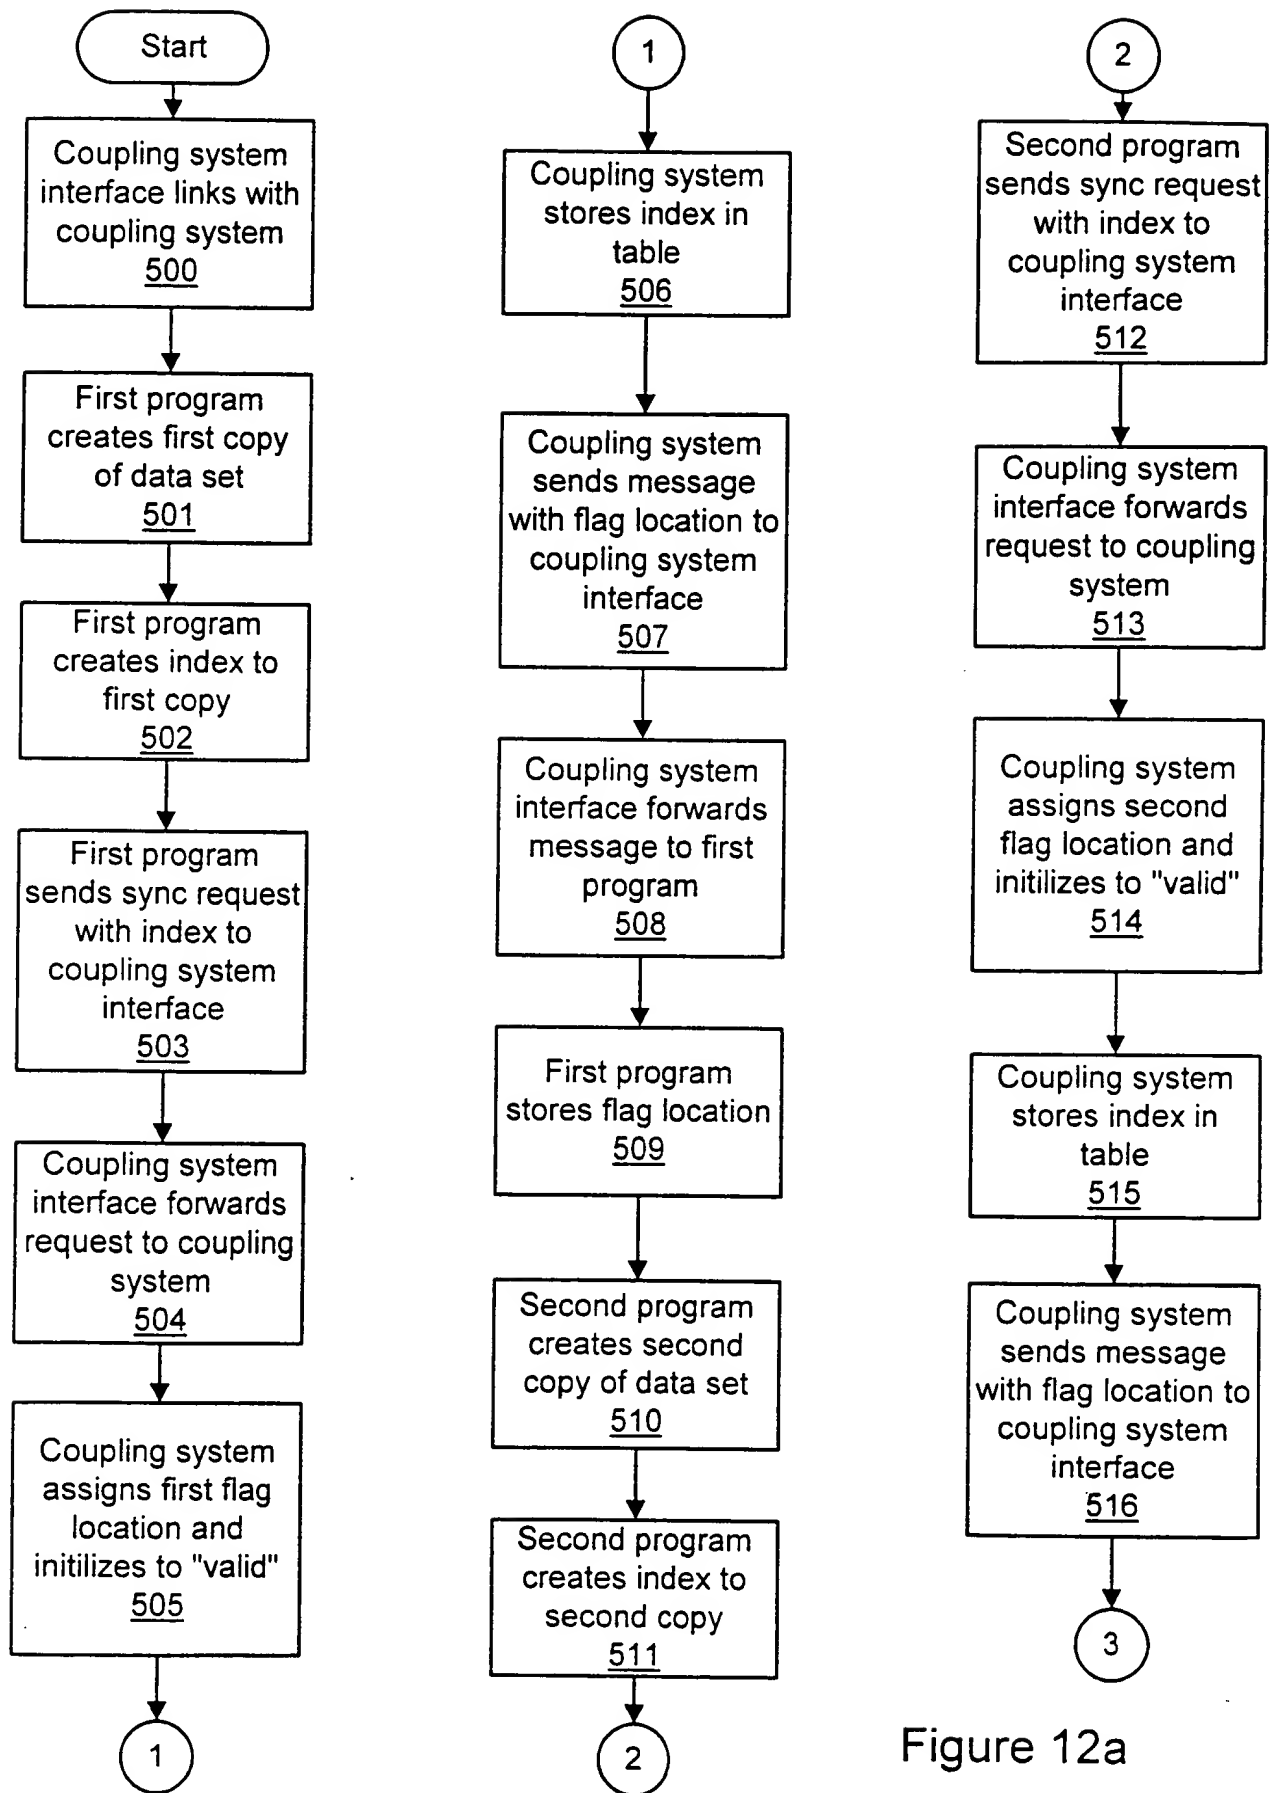 Start
Coupling system
interface links with
coupling system
500
First program
creates first copy
of data set
501
First program
creates index to
first copy
502
First program
sends sync request
with index to
coupling system
interface
503
Coupling system
interface forwards
request to coupling
system
504
Coupling system
assigns first flag
location and
initilizes to "valid"
505
1
1
Coupling system
stores index in
table
506
Coupling system
sends message
with flag location to
coupling system
interface
507
Coupling system
interface forwards
message to first
program
508
First program
stores flag location
509
Second program
creates second
copy of data set
510
Second program
creates index to
second copy
511
2
2
Second program
sends sync request
with index to
coupling system
interface
512
Coupling system
interface forwards
request to coupling
system
513
Coupling system
assigns second
flag location and
initilizes to "valid"
514
Coupling system
stores index in
table
515
Coupling system
sends message
with flag location to
coupling system
interface
516
3
Figure 12a